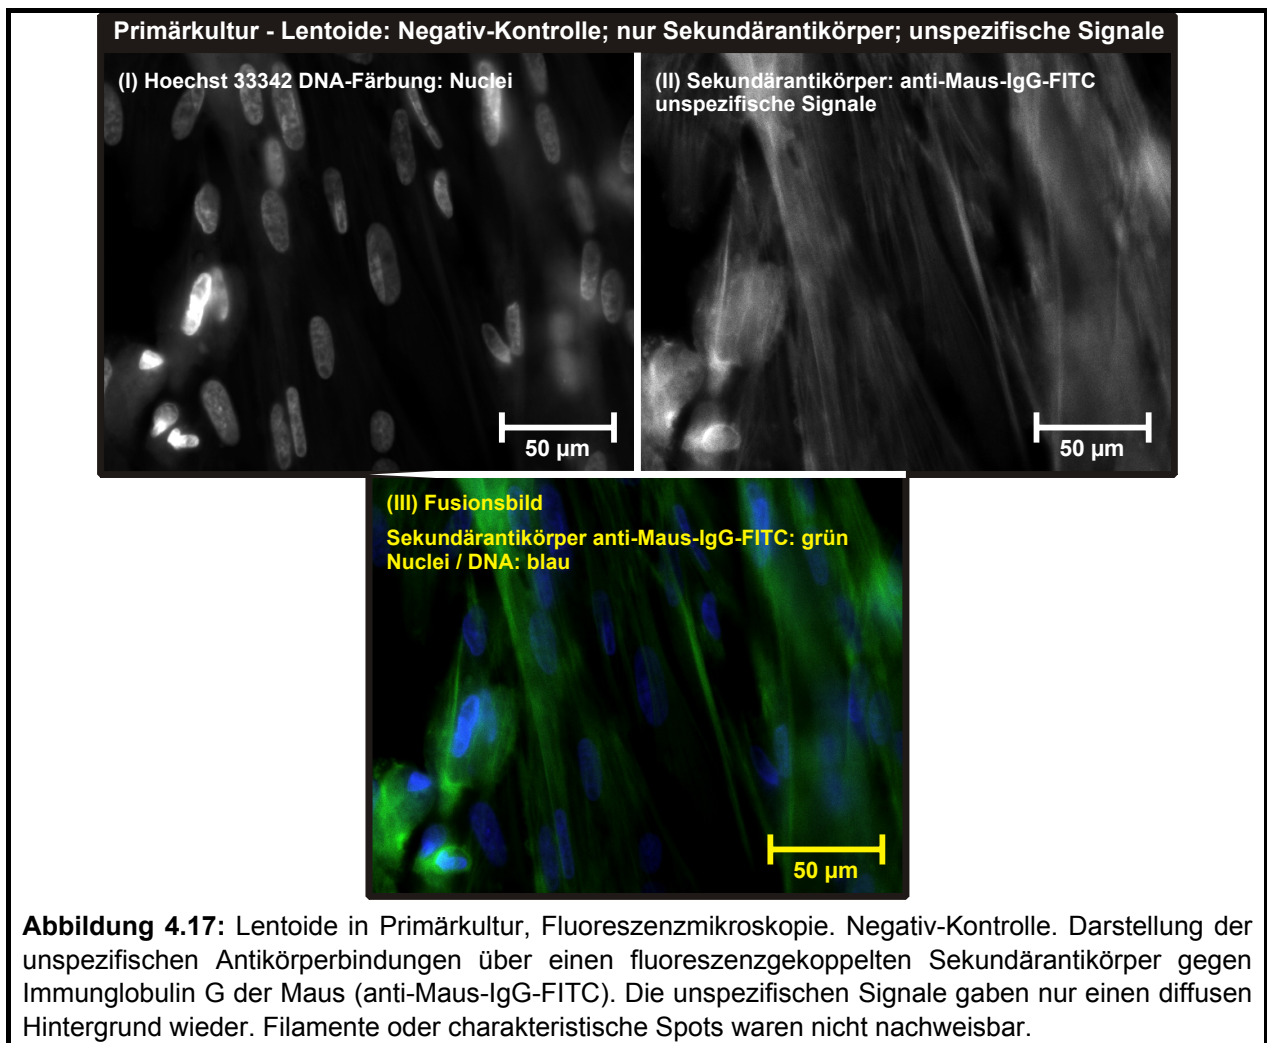 Primärkultur - Lentoide: Negativ-Kontrolle; nur Sekundärantikörper; unspezifische Signale
(I) Hoechst 33342 DNA-Färbung: Nuclei
(II) Sekundärantikörper: anti-Maus-IgG-FITC
unspezifische Signale
50 µm
50 µm
(III) Fusionsbild
Sekundärantikörper anti-Maus-IgG-FITC: grün
Nuclei / DNA: blau
50 µm
Abbildung 4.17: Lentoide in Primärkultur, Fluoreszenzmikroskopie. Negativ-Kontrolle. Darstellung der
unspezifischen Antikörperbindungen über einen fluoreszenzgekoppelten Sekundärantikörper gegen
Immunglobulin G der Maus (anti-Maus-IgG-FITC). Die unspezifischen Signale gaben nur einen diffusen
Hintergrund wieder. Filamente oder charakteristische Spots waren nicht nachweisbar.